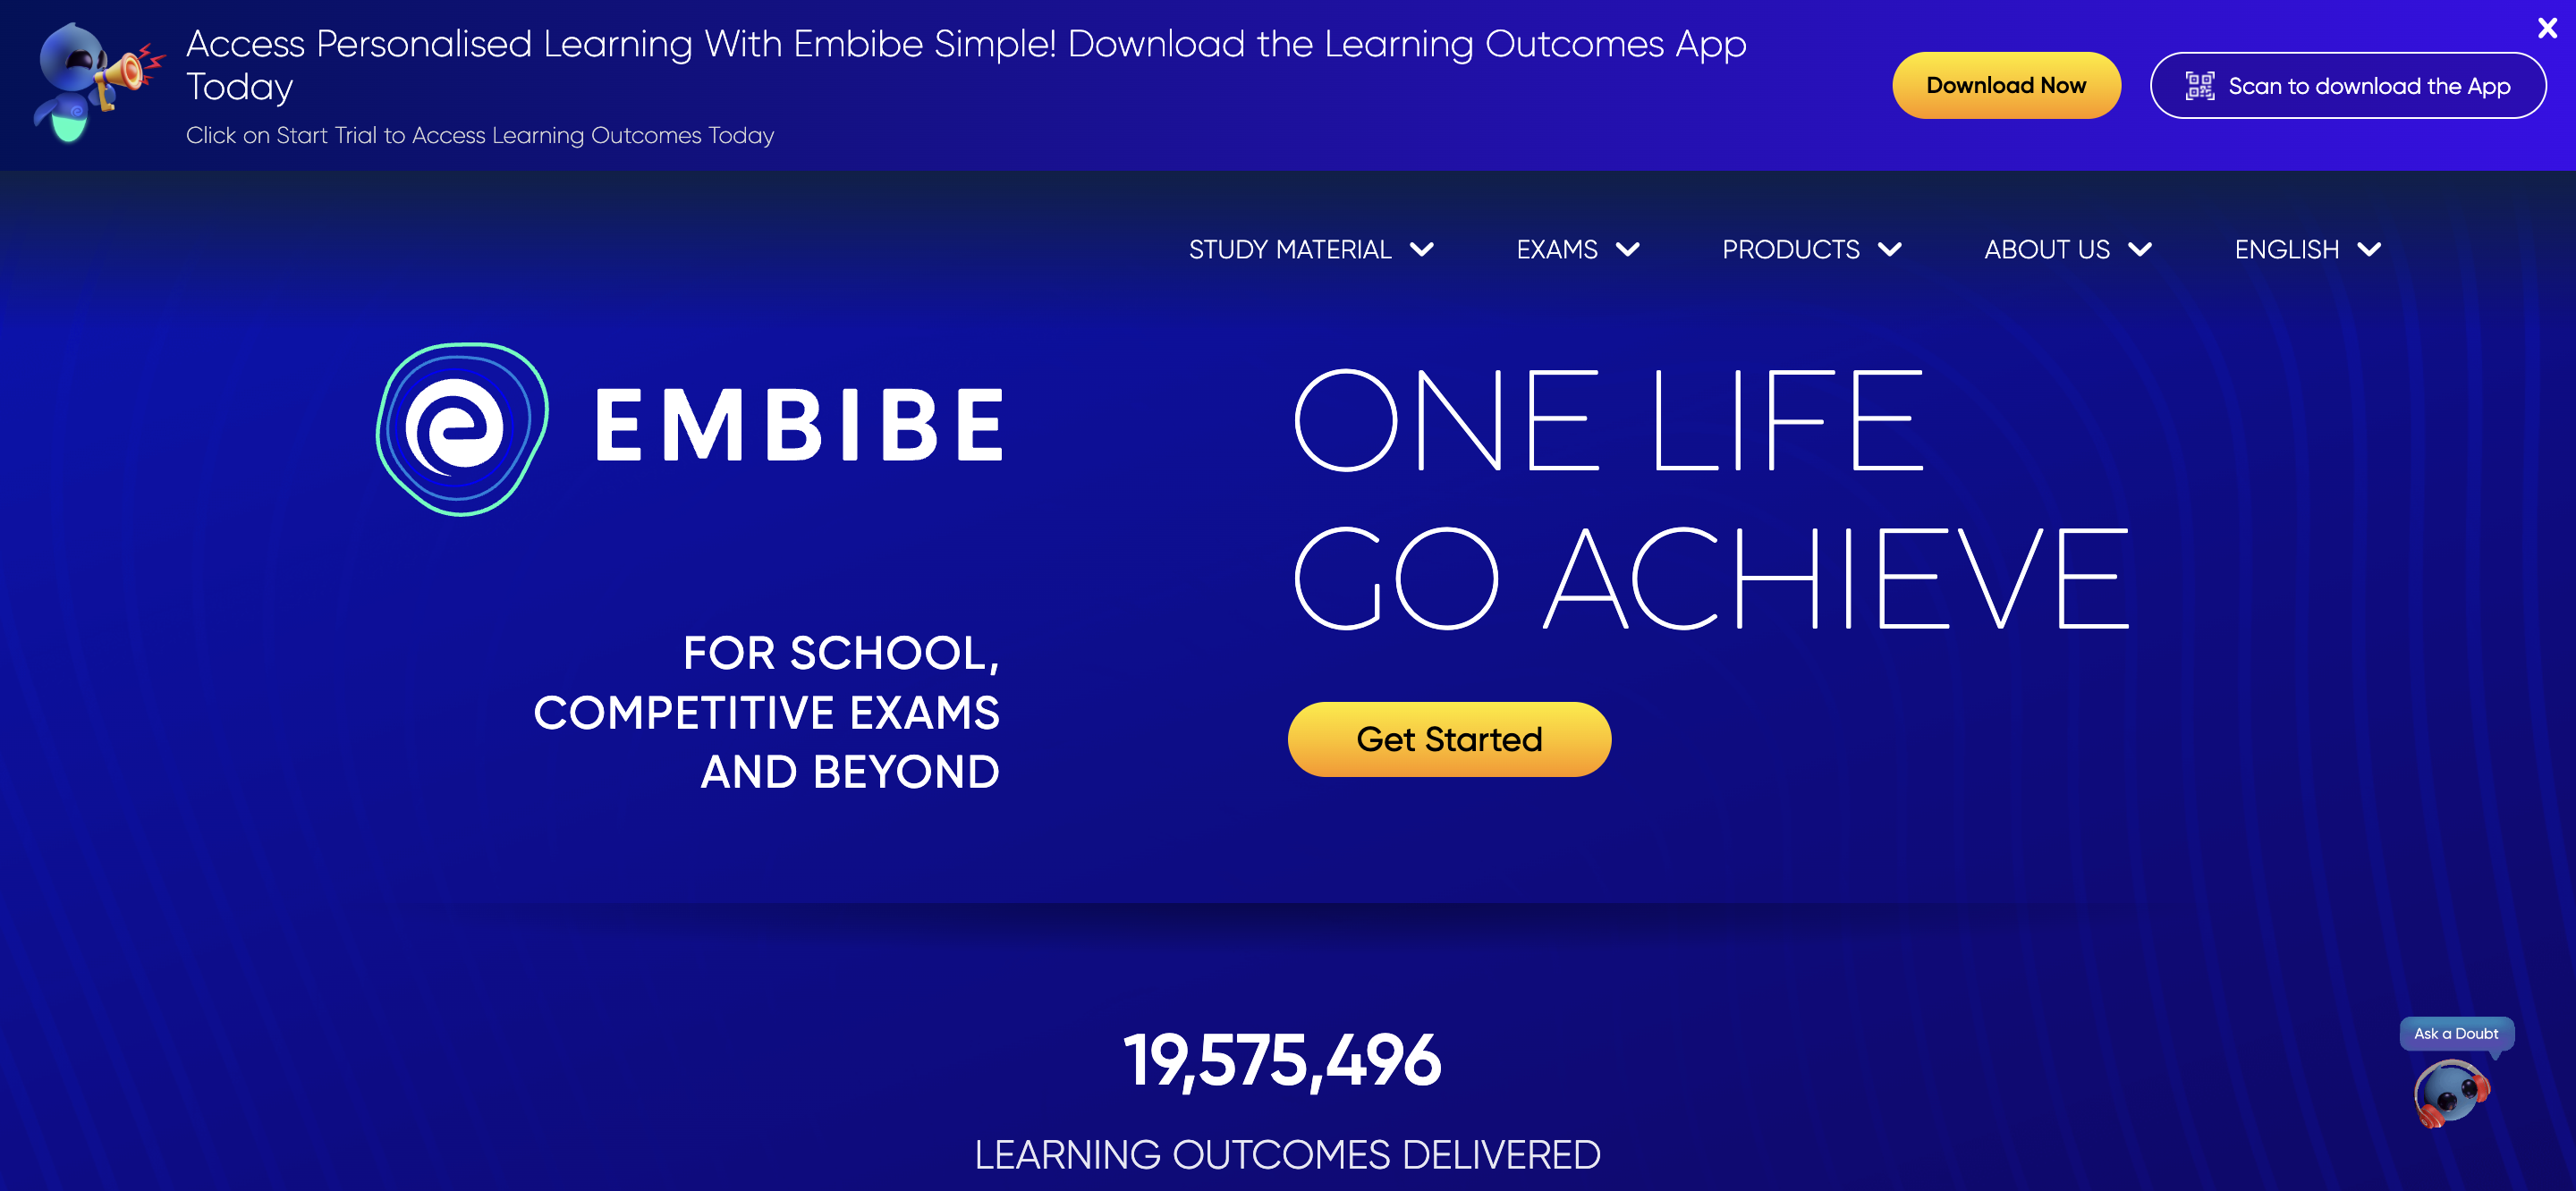 Access Personalised Learning With Embibe Simple! Download the Learning Outcomes App
Today
Click on Start Trial to Access Learning Outcomes Today
Download Now
Scan to download the App
STUDY MATERIAL
EXAMS
PRODUCTS
ABOUT US
ENGLISH
EMBIBE
FOR SCHOOL,
COMPETITIVE EXAMS
AND BEYOND
ONE LIFE
GO ACHIEVE
Get Started
19,575,496
LEARNING OUTCOMES DELIVERED
Ask a Doubt